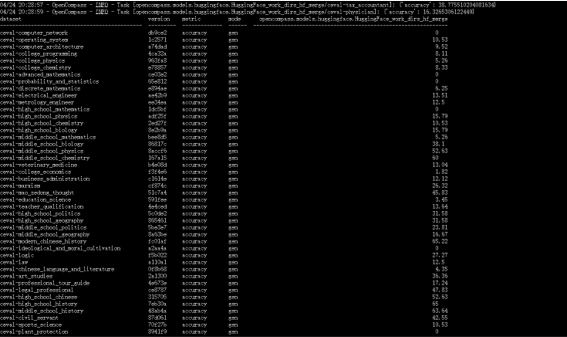 04/24 20:28:57 - OpenCompass - INFO - Task [opencompass.models.huggingface.HuggingFace_work_dirs_hf_merge/ceval-tax_accountant]: {'accuracy': 38.775510204081634}
04/24 20:28:59 - OpenCompass - INFO - Task [opencompass.models.huggingface.HuggingFace_work_dirs_hf_merge/ceval-physician]: {'accuracy': 16.3265306122449}
dataset version metric mode opencompass.models.huggingface.HuggingFace_work_dirs_hf_merge
ceval-computer_network db9ce2 accuracy gen 0
ceval-operating_system 1c2571 accuracy gen 10.53
ceval-computer_architecture a74dad accuracy gen 9.52
ceval-college_programming 4ca32a accuracy gen 8.11
ceval-college_physics 963fa8 accuracy gen 5.26
ceval-college_chemistry e78857 accuracy gen 8.33
ceval-advanced_mathematics ce03e2 accuracy gen 0
ceval-probability_and_statistics 65e812 accuracy gen 0
ceval-discrete_mathematics e894ae accuracy gen 6.25
ceval-electrical_engineer ae42b9 accuracy gen 13.51
ceval-metrology_engineer ee34ea accuracy gen 12.5
ceval-high_school_mathematics 1dc5bf accuracy gen 0
ceval-high_school_physics adf25f accuracy gen 15.79
ceval-high_school_chemistry 2ed27f accuracy gen 10.53
ceval-high_school_biology 8e2b9a accuracy gen 15.79
ceval-middle_school_mathematics bee8d5 accuracy gen 5.26
ceval-middle_school_biology 86817c accuracy gen 38.1
ceval-middle_school_physics 8accf6 accuracy gen 52.63
ceval-middle_school_chemistry 167a15 accuracy gen 60
ceval-veterinary_medicine b4e08d accuracy gen 13.04
ceval-college_economics f3f4e6 accuracy gen 1.82
ceval-business_administration c1614e accuracy gen 12.12
ceval-marxism cf874c accuracy gen 26.32
ceval-mao_zedong_thought 51c7a4 accuracy gen 45.83
ceval-education_science 591fee accuracy gen 3.45
ceval-teacher_qualification 4e4ced accuracy gen 13.64
ceval-high_school_politics 5c0de2 accuracy gen 31.58
ceval-high_school_geography 865461 accuracy gen 31.58
ceval-middle_school_politics 5be3e7 accuracy gen 23.81
ceval-middle_school_geography 8a63be accuracy gen 16.67
ceval-modern_chinese_history fc01af accuracy gen 65.22
ceval-ideological_and_moral_cultivation a2aa4a accuracy gen 0
ceval-logic f5b022 accuracy gen 27.27
ceval-law a110a1 accuracy gen 12.5
ceval-chinese_language_and_literature 0f8b68 accuracy gen 4.35
ceval-art_studies 2a1300 accuracy gen 36.36
ceval-professional_tour_guide 4e673e accuracy gen 17.24
ceval-legal_professional ce8787 accuracy gen 47.83
ceval-high_school_chinese 315705 accuracy gen 52.63
ceval-high_school_history 7eb30a accuracy gen 65
ceval-middle_school_history 48ab4a accuracy gen 63.64
ceval-civil_servant 87d061 accuracy gen 42.55
ceval-sports_science 70f27b accuracy gen 10.53
ceval-plant_protection 8941f9 accuracy gen 0